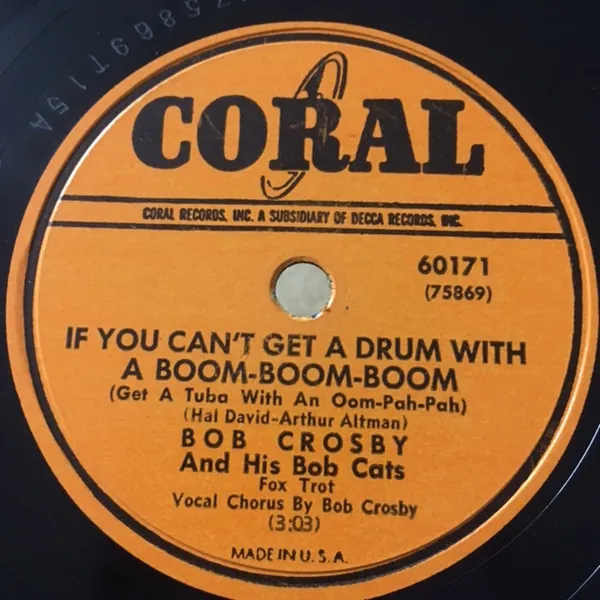 75869T15A
CORAL
CORAL RECORDS, INC. A SUBSIDIARY OF DECCA RECORDS, INC.
60171
(75869)
IF YOU CAN'T GET A DRUM WITH
A BOOM-BOOM-BOOM
(Get A Tuba With An Oom-Pah-Pah)
(Hal David-Arthur Altman)
BOB CROSBY
And His Bob Cats
Fox Trot
Vocal Chorus By Bob Crosby
(3:03)
MADE IN U.S.A.